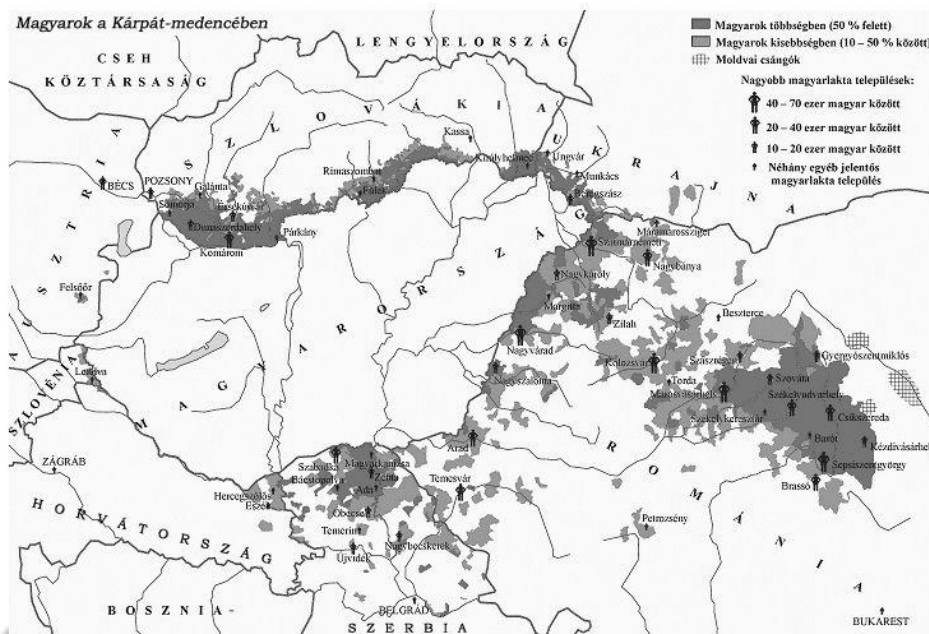 Magyarok a Kárpát-medencében
Magyarok többségben (50 % felett)
Magyarok kisebbségben (10 – 50 % között)
Moldvai csángók
Nagyobb magyarlakta települések:
40 – 70 ezer magyar között
20 – 40 ezer magyar között
10 – 20 ezer magyar között
Néhány egyéb jelentős
magyarlakta település
LENGYELORSZÁG
CSEH
KÖZTÁRSASÁG
SZLOVÁKIA
UKRAJNA
AUSZTRIA
MAGYARORSZÁG
SZLOVÉNIA
HORVÁTORSZÁG
BOSZNIA-
SZERBIA
ROMÁNIA
BÉCS
POZSONY
Galánta
Somorja
Érsekújvár
Dunaszerdahely
Komárom
Párkány
Rimaszombat
Fülek
Kassa
Királyhelmec
Ungvár
Munkács
Beregszász
Máramarossziget
Szatmárnémeti
Nagybánya
Nagykároly
Margitta
Zilah
Beszterce
Nagyvárad
Kolozsvár
Szászrégen
Gyergyószentmiklós
Nagyszalonta
Torda
Szováta
Marosvásárhely
Székelyudvarhely
Székelykeresztúr
Csíkszereda
Barót
Kézdivásárhely
Sepsiszentgyörgy
Brassó
Arad
Temesvár
Petrozsény
Felsőőr
Lendva
ZÁGRÁB
Szabadka
Magyarkanizsa
Bácstopolya
Zenta
Ada
Hercegszőlős
Eszék
Óbecse
Temerin
Nagybecskerek
Újvidék
BELGRÁD
BUKAREST